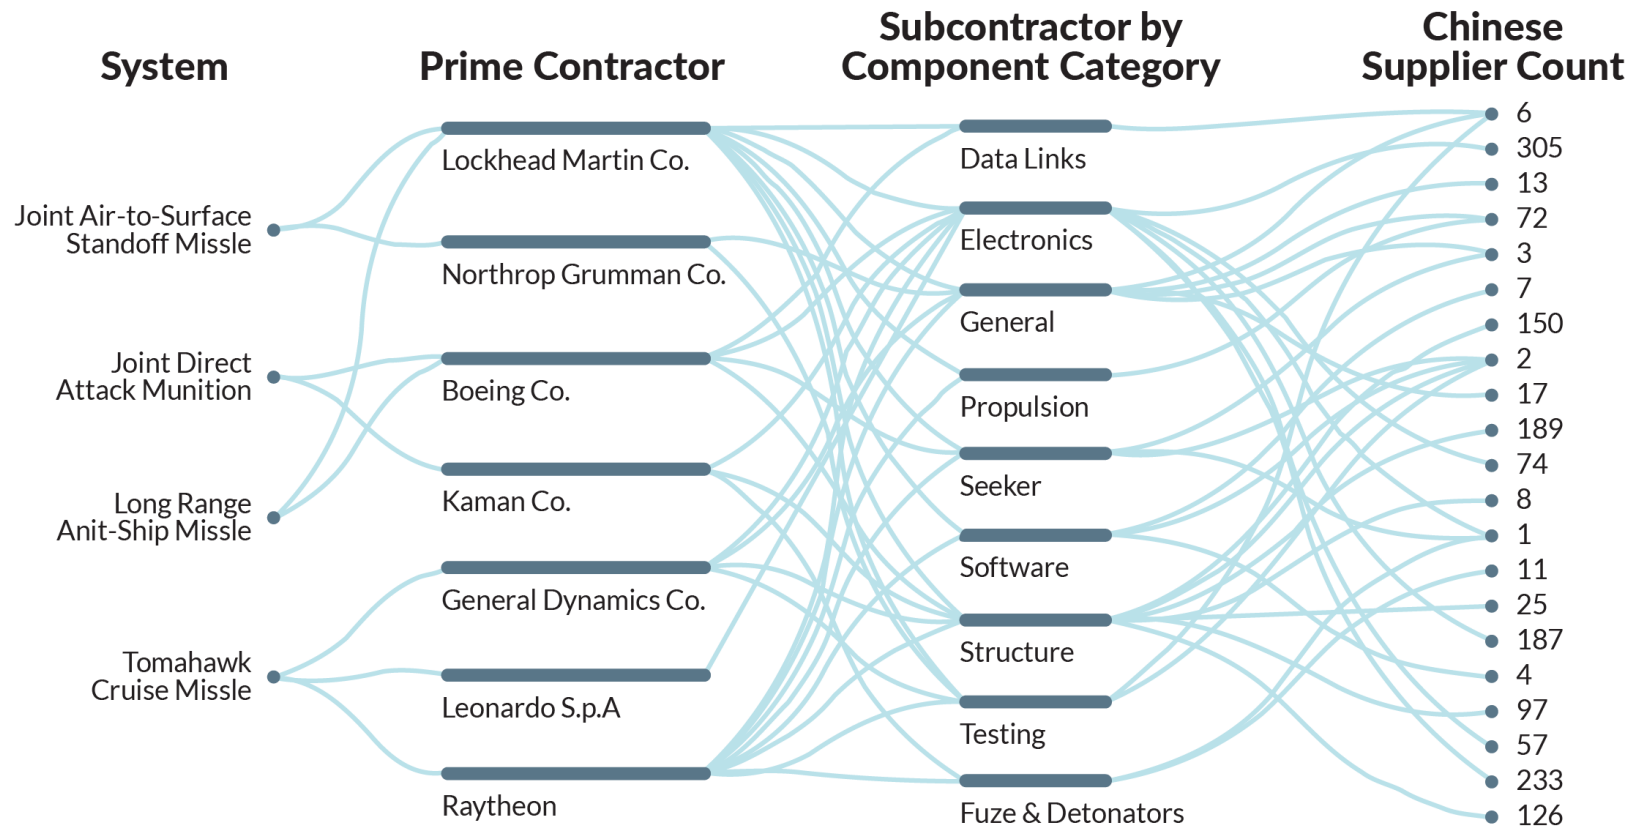 System
Prime Contractor
Subcontractor by
Component Category
Chinese
Supplier Count
Joint Air-to-Surface
Standoff Missle
Joint Direct
Attack Munition
Long Range
Anit-Ship Missle
Tomahawk
Cruise Missle
Lockhead Martin Co.
Northrop Grumman Co.
Boeing Co.
Kaman Co.
General Dynamics Co.
Leonardo S.p.A
Raytheon
Data Links
Electronics
General
Propulsion
Seeker
Software
Structure
Testing
Fuze & Detonators
6
305
13
72
3
7
150
2
17
189
74
8
1
11
25
187
4
97
57
233
126